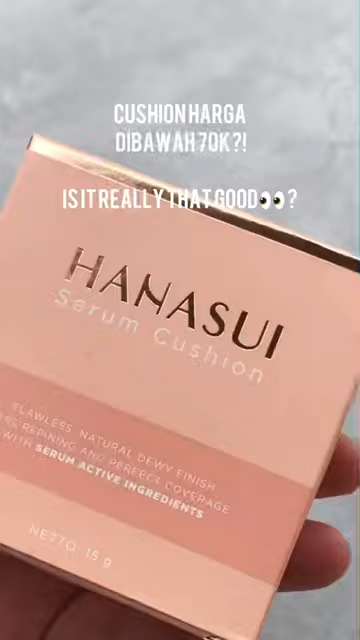 CUSHION HARGA
DIBAWAH 70K?!
IS IT REALLY THAT GOOD👀?
HANASUI
Serum Cushion
FLAWLESS, NATURAL DEWY FINISH
REFINING AND PERFECT COVERAGE
WITH SERUM ACTIVE INGREDIENTS
NETTO. 15 g